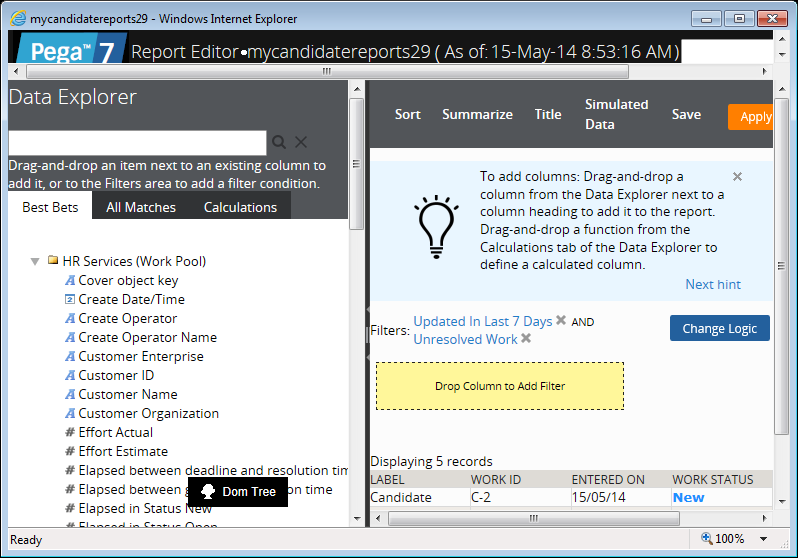 mycandidatereports29 - Windows Internet Explorer
Pega™ 7 Report Editor•mycandidatereports29 ( As of: 15-May-14 8:53:16 AM )
Data Explorer
Drag-and-drop an item next to an existing column to
add it, or to the Filters area to add a filter condition.
Best Bets All Matches Calculations
HR Services (Work Pool)
Cover object key
Create Date/Time
Create Operator
Create Operator Name
Customer Enterprise
Customer ID
Customer Name
Customer Organization
Effort Actual
Effort Estimate
Elapsed between deadline and resolution time
Elapsed between
Elapsed in Status New
Elapsed in Status Open
Dom Tree
Sort Summarize Title Simulated
Data Save Apply
To add columns: Drag-and-drop a
column from the Data Explorer next to a
column heading to add it to the report.
Drag-and-drop a function from the
Calculations tab of the Data Explorer to
define a calculated column.
Next hint
Filters: Updated In Last 7 Days AND
Unresolved Work
Change Logic
Drop Column to Add Filter
Displaying 5 records
LABEL WORK ID ENTERED ON WORK STATUS
Candidate C-2 15/05/14 New
Ready 100%